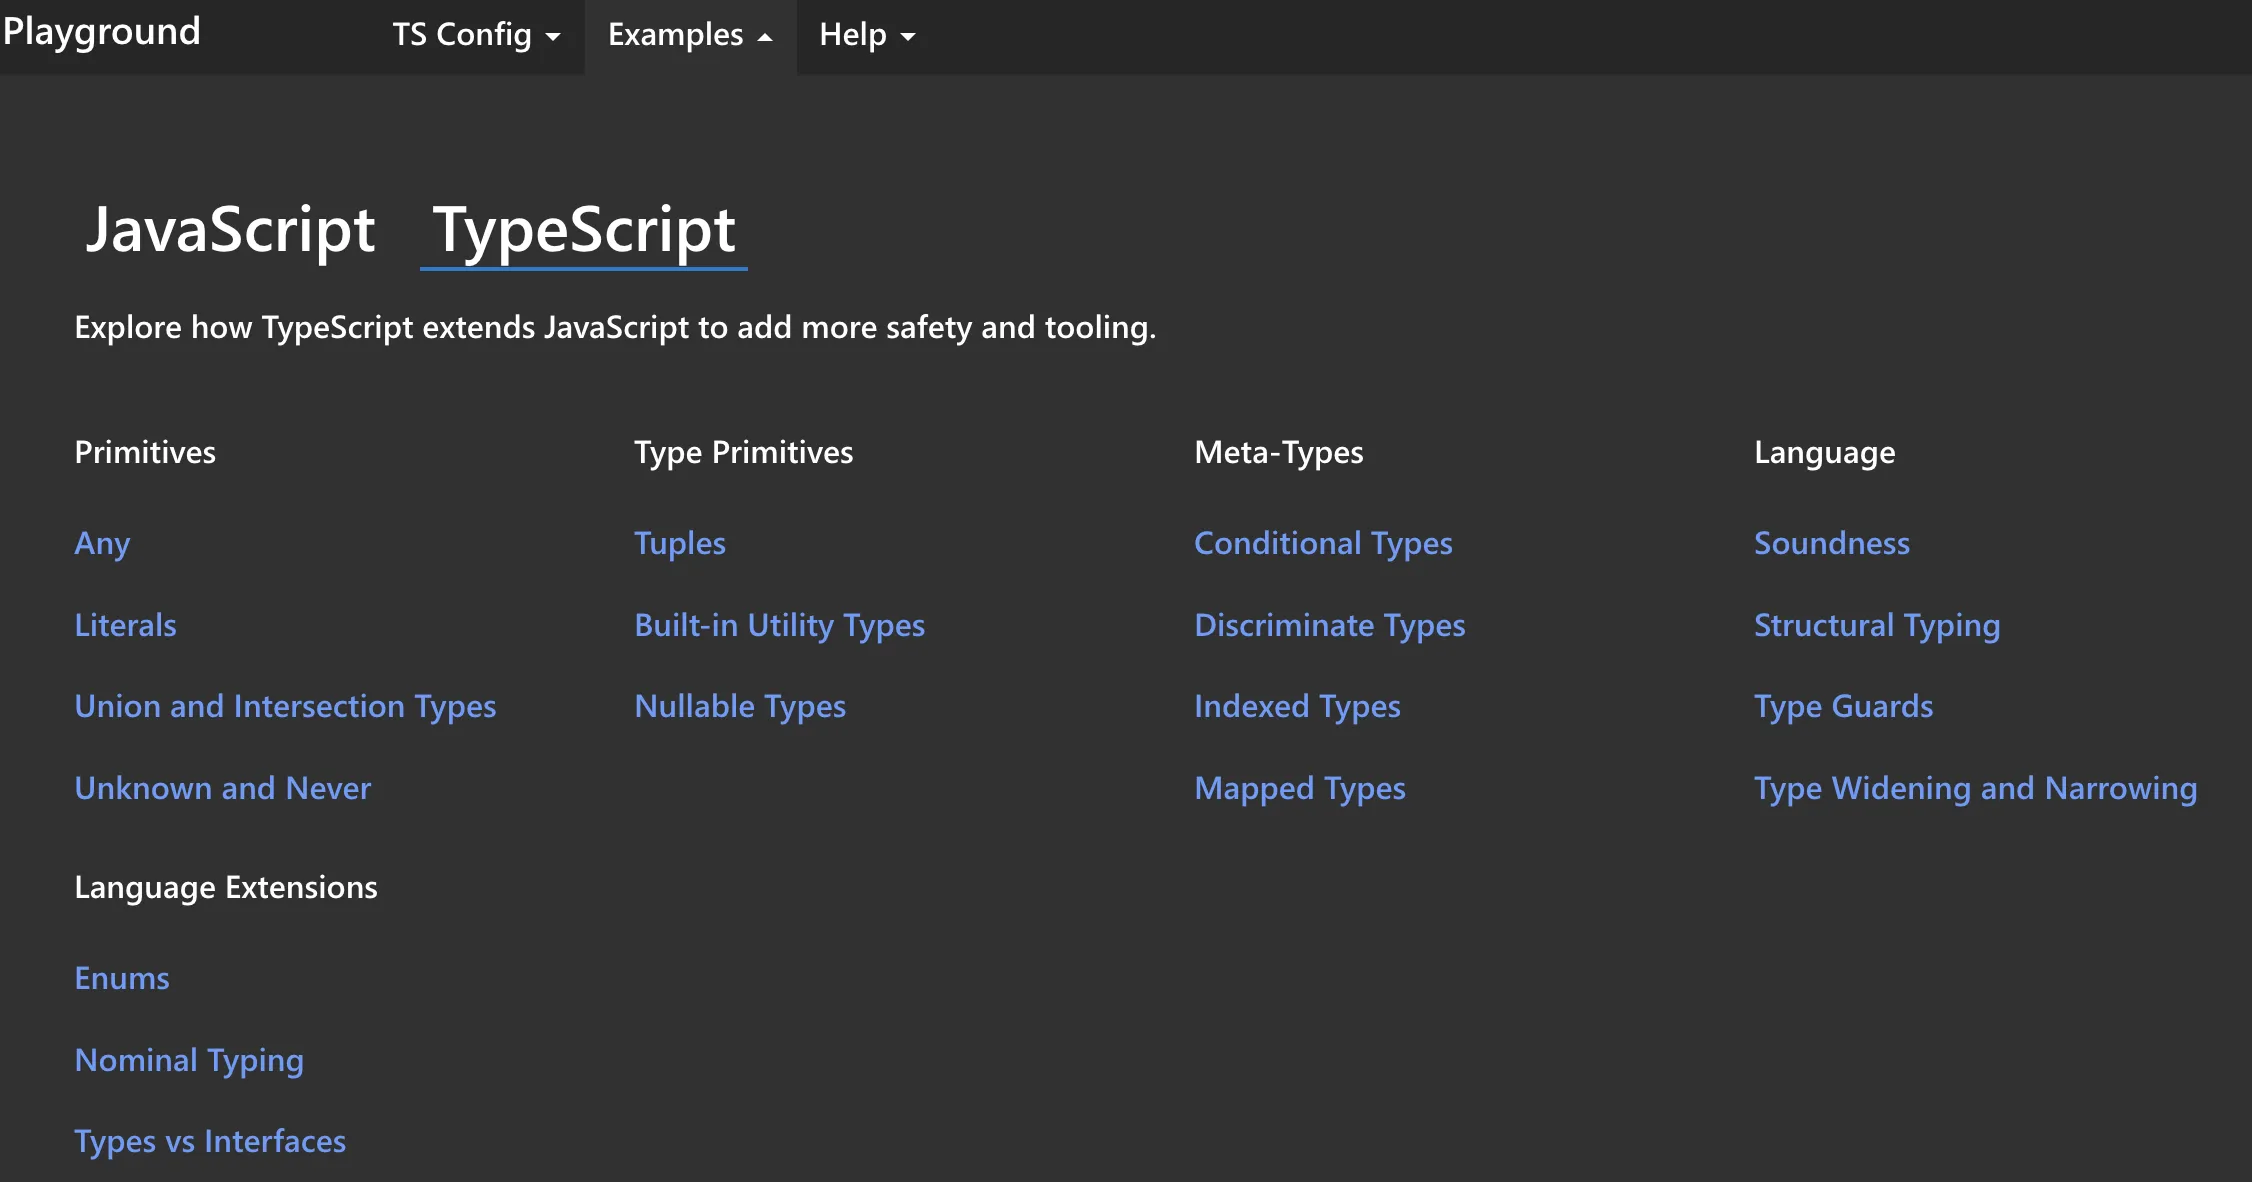 Playground
TS Config
Examples
Help
JavaScript
TypeScript
Explore how TypeScript extends JavaScript to add more safety and tooling.
Primitives
Any
Literals
Union and Intersection Types
Unknown and Never
Type Primitives
Tuples
Built-in Utility Types
Nullable Types
Meta-Types
Conditional Types
Discriminate Types
Indexed Types
Mapped Types
Language
Soundness
Structural Typing
Type Guards
Type Widening and Narrowing
Language Extensions
Enums
Nominal Typing
Types vs Interfaces